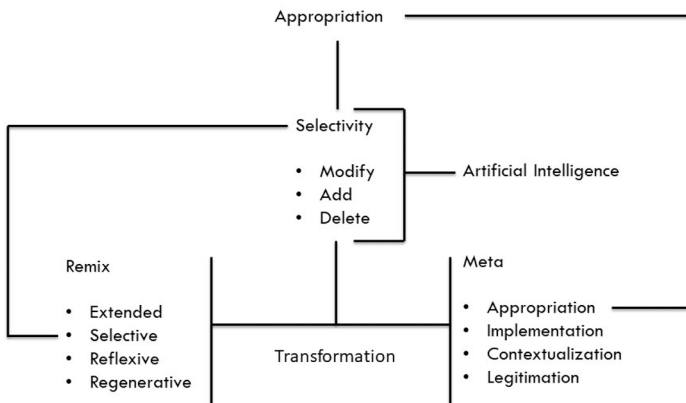 Appropriation
Selectivity
• Modify
• Add
• Delete
Artificial Intelligence
Remix
• Extended
• Selective
• Reflexive
• Regenerative
Transformation
Meta
• Appropriation
• Implementation
• Contextualization
• Legitimation